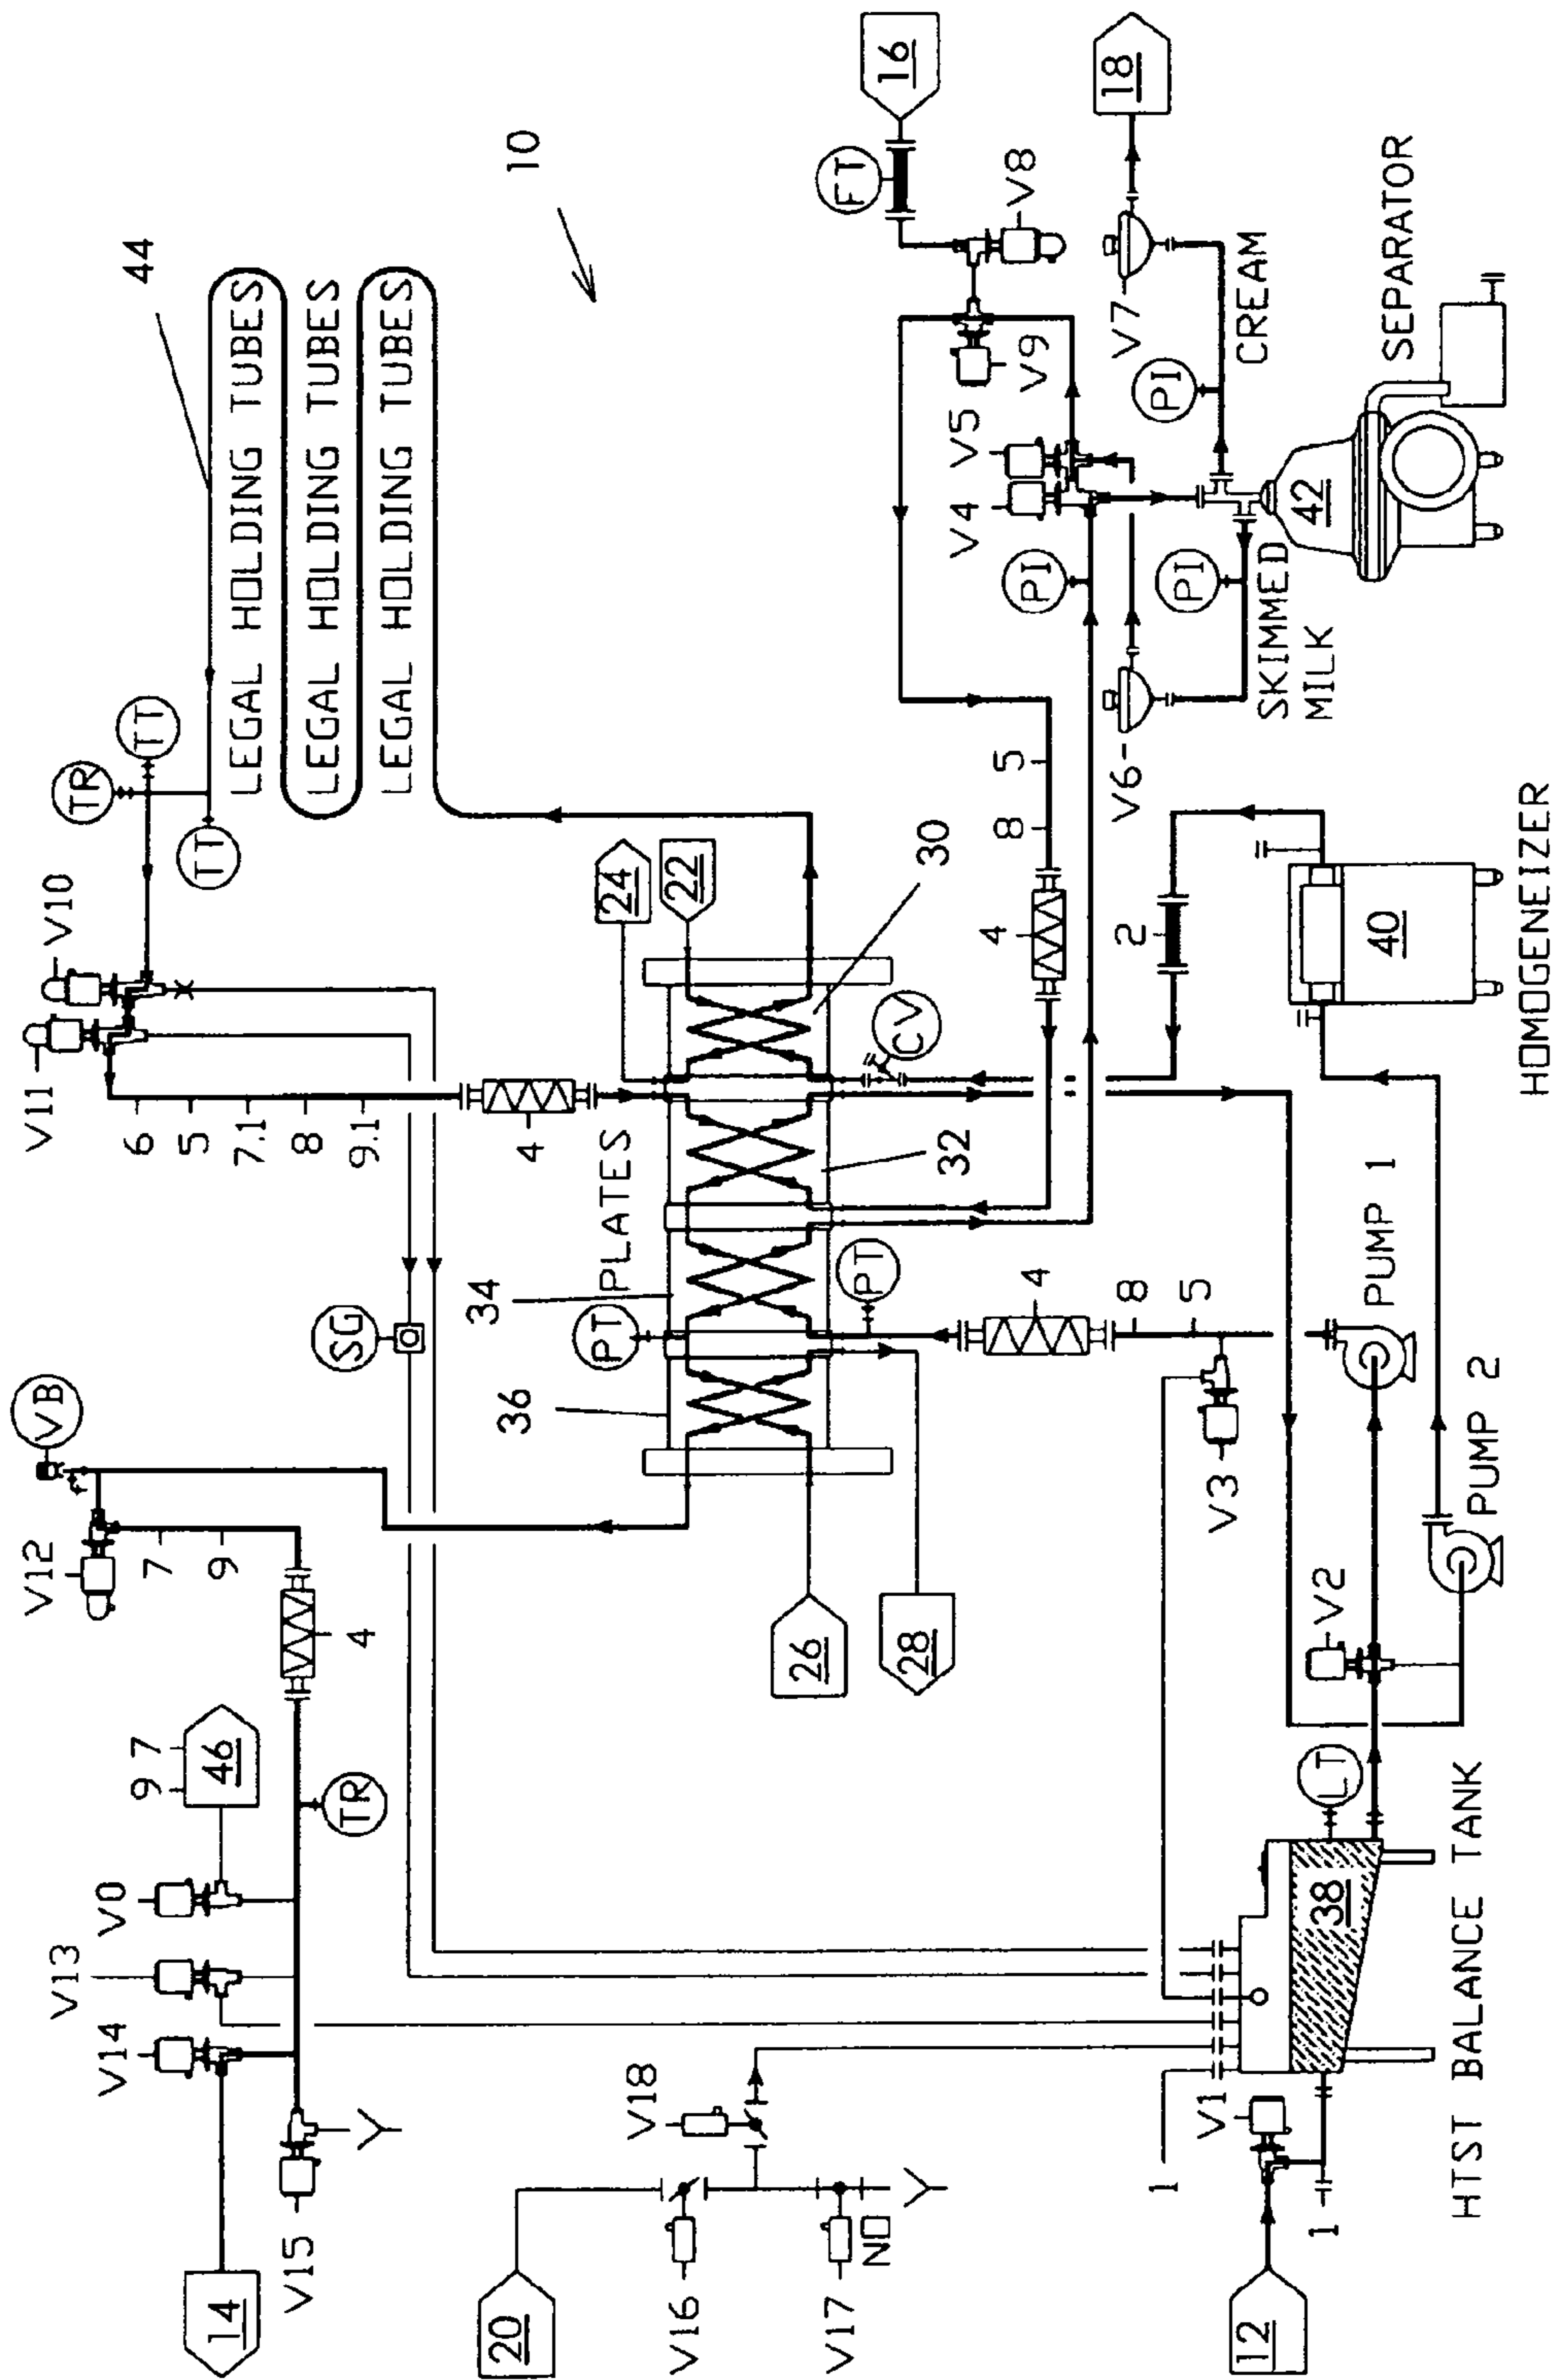 V14
V13
V0
9 7
46
14
V15
TR
4
V12
7
9
VB
V11
V10
6
5
7.1
8
9.1
TR
TT
TT
44
LEGAL HOLDING TUBES
LEGAL HOLDING TUBES
LEGAL HOLDING TUBES
10
SG
4
20
V16
V17
NO
V18
26
28
36
34
PT
PLATES
PT
32
30
24
22
CV
4
8
5
FT
16
V8
V9
V5
V4
PI
18
V7
PI
CREAM
V6
PI
SKIMMED
MILK
42
SEPARATOR
4
8
5
V3
PUMP 1
2
40
HOMOGENEIZER
12
1
V1
1
38
LT
HTST BALANCE TANK
V2
PUMP 2